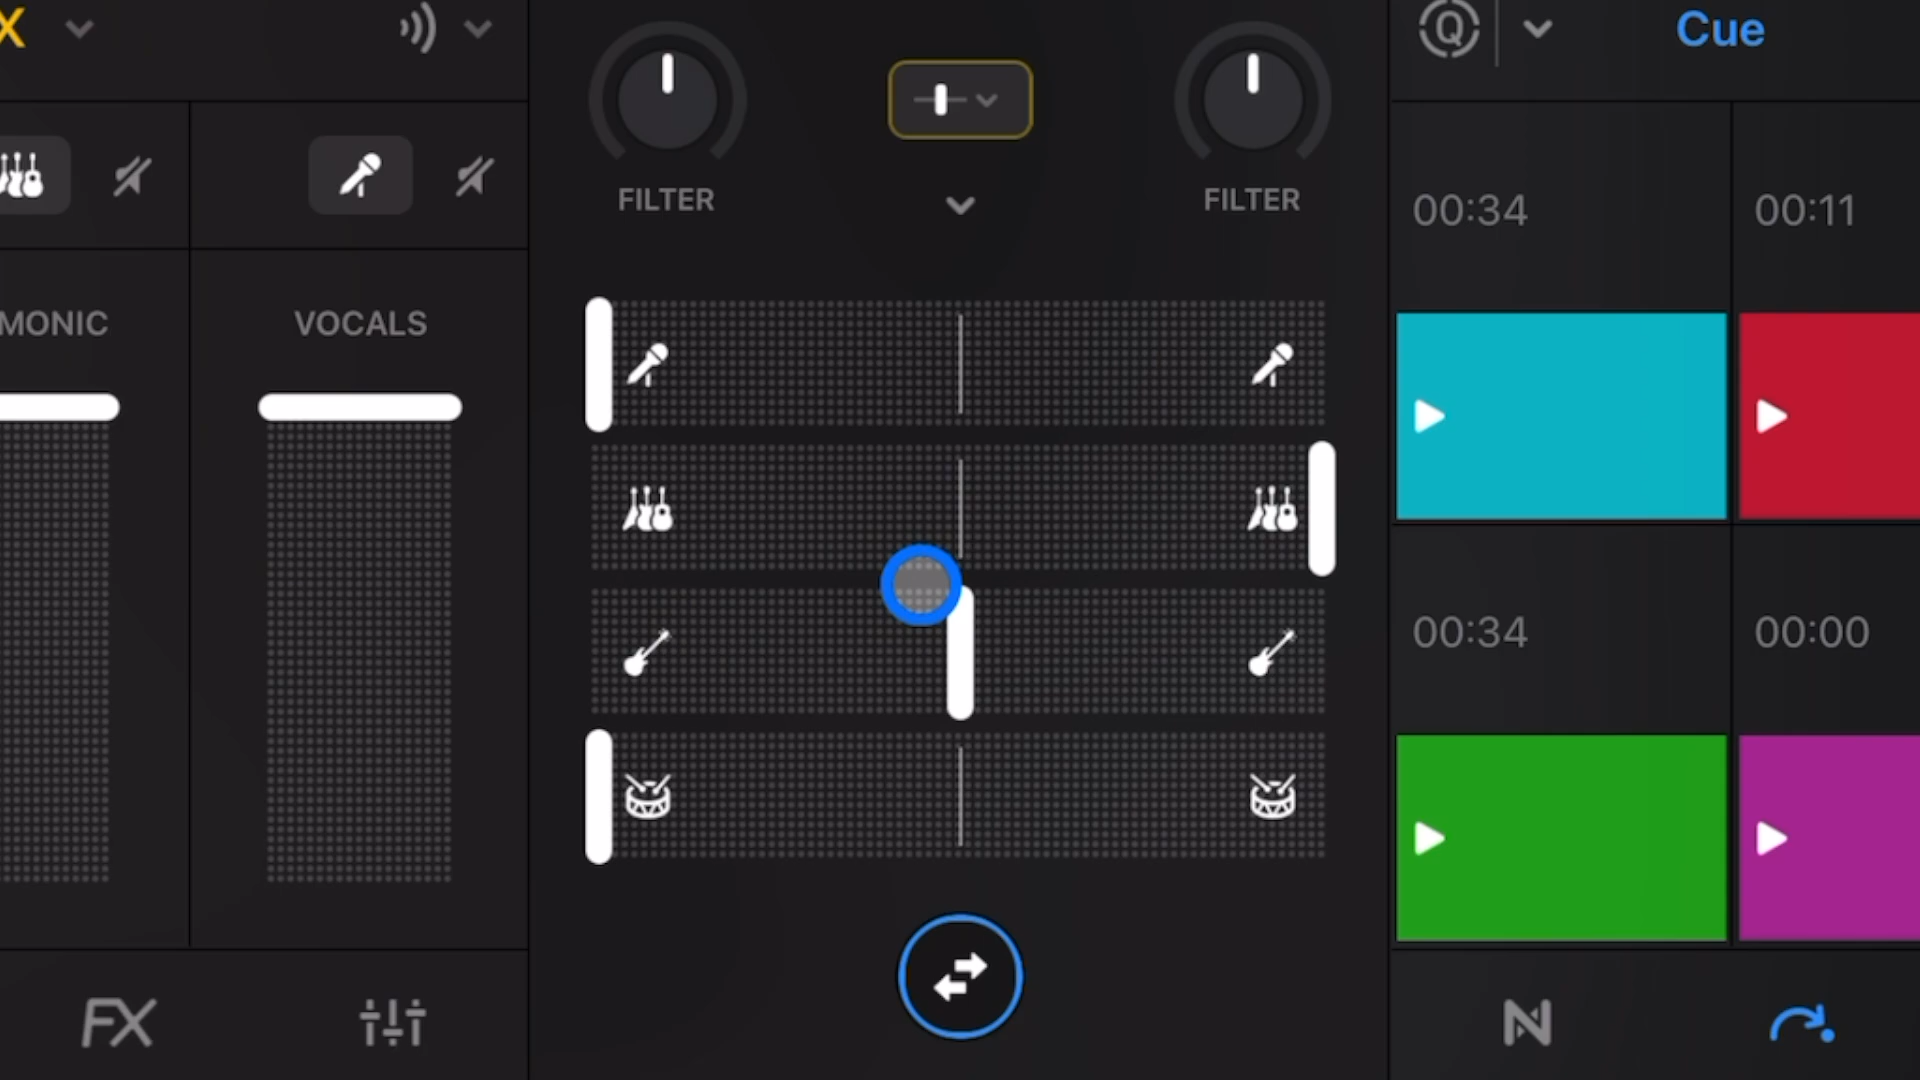 X
Cue
FILTER
FILTER
00:34
00:11
MONIC
VOCALS
00:34
00:00
FX
N